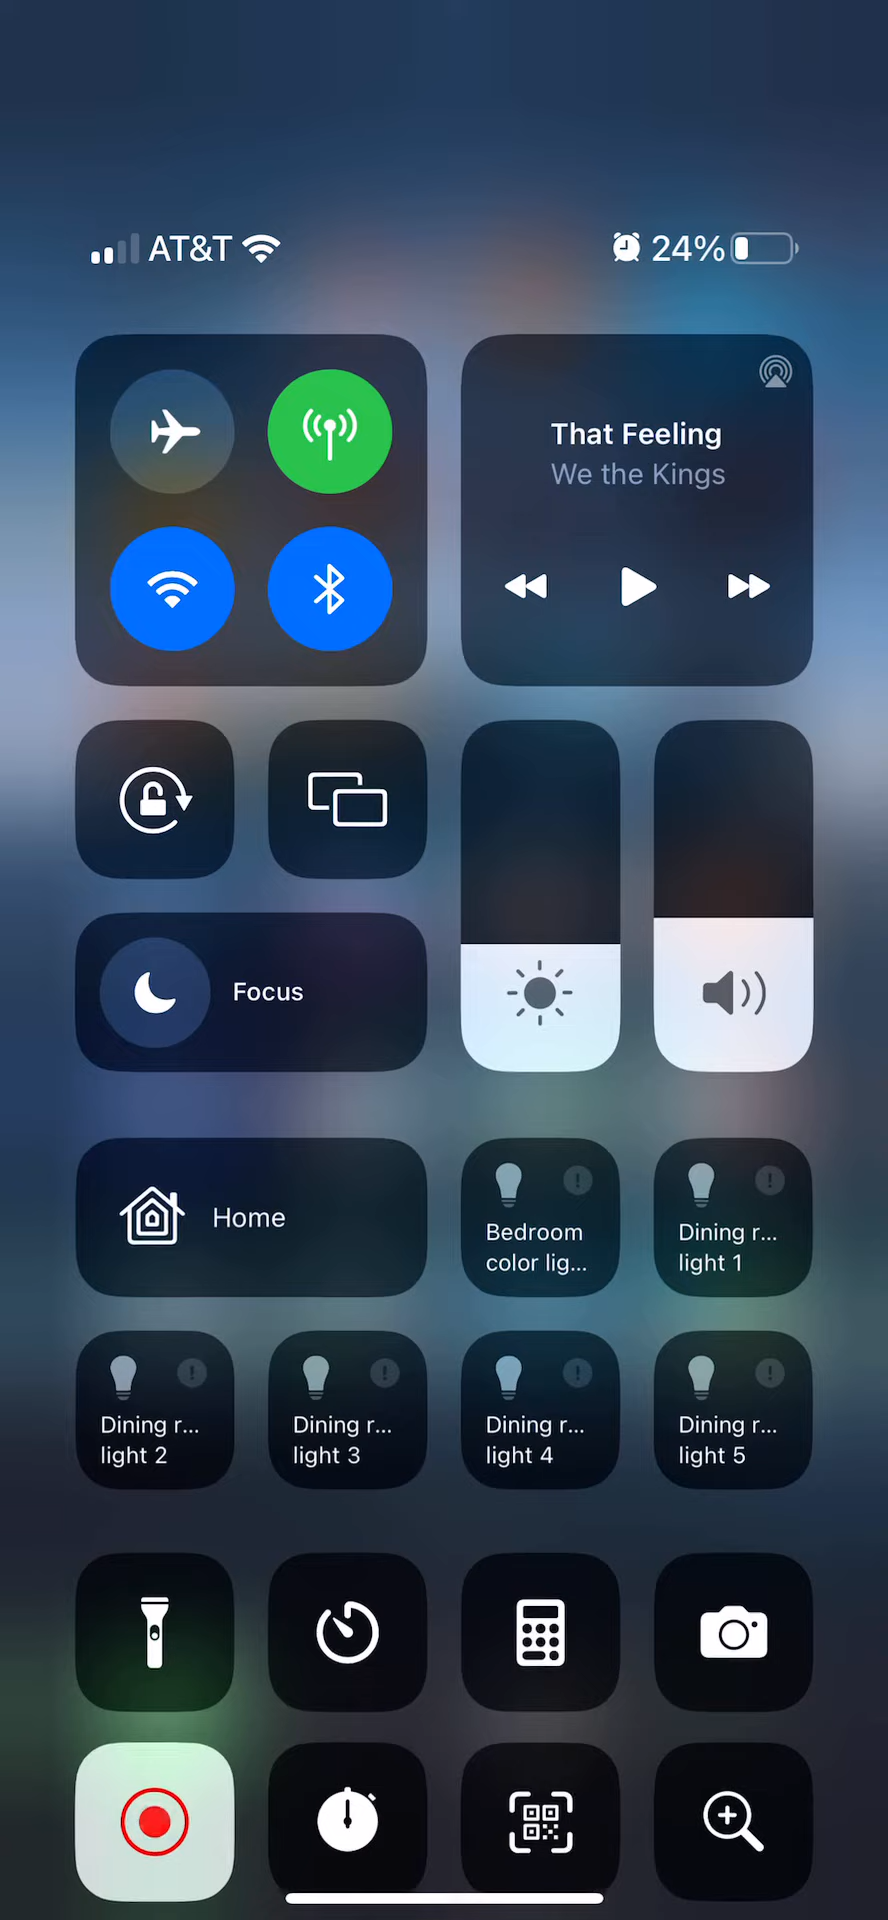 AT&T
24%
That Feeling
We the Kings
Focus
Home
Bedroom
color lig...
Dining r...
light 1
Dining r...
light 2
Dining r...
light 3
Dining r...
light 4
Dining r...
light 5